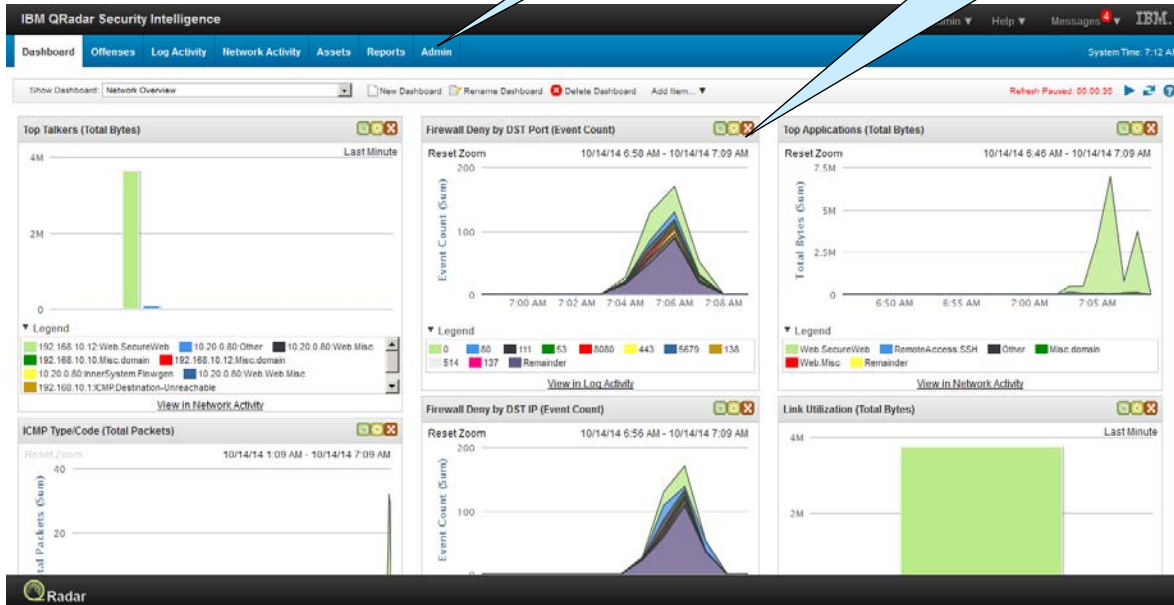 IBM QRadar Security Intelligence
Help ▼ Messages 4 ▼ IBM.
Dashboard Offenses Log Activity Network Activity Assets Reports Admin System Time: 7:12 A
Show Dashboard: Network Overview New Dashboard Rename Dashboard Delete Dashboard Add Item... ▼ Refresh Paused: 00:00:35
Top Talkers (Total Bytes)
Last Minute
4M
2M
0
▼ Legend
192.168.10.12:Web.SecureWeb 10.20.0.80:Other 10.20.0.80:Web.Misc
192.168.10.10:Misc.domain 192.168.10.12:Misc.domain
10.20.0.80:InnerSystem.Flowgen 10.20.0.80:Web.Web.Misc
192.168.10.1:ICMP.Destination-Unreachable
View in Network Activity
Firewall Deny by DST Port (Event Count)
Reset Zoom 10/14/14 6:58 AM - 10/14/14 7:09 AM
Event Count (Sum)
200
100
0
7:00 AM 7:02 AM 7:04 AM 7:06 AM 7:08 AM
▼ Legend
0 80 111 53 8080 443 5679 138
514 137 Remainder
View in Log Activity
Top Applications (Total Bytes)
Reset Zoom 10/14/14 6:46 AM - 10/14/14 7:09 AM
Total Bytes (Sum)
7.5M
5M
2.5M
0
6:50 AM 6:55 AM 7:00 AM 7:05 AM
▼ Legend
Web.SecureWeb RemoteAccess.SSH Other Misc.domain
Web.Misc Remainder
View in Network Activity
ICMP Type/Code (Total Packets)
Reset Zoom 10/14/14 1:09 AM - 10/14/14 7:09 AM
tal Packets (Sum)
40
20
Firewall Deny by DST IP (Event Count)
Reset Zoom 10/14/14 6:56 AM - 10/14/14 7:09 AM
Event Count (Sum)
200
100
Link Utilization (Total Bytes)
Last Minute
4M
2M
QRadar